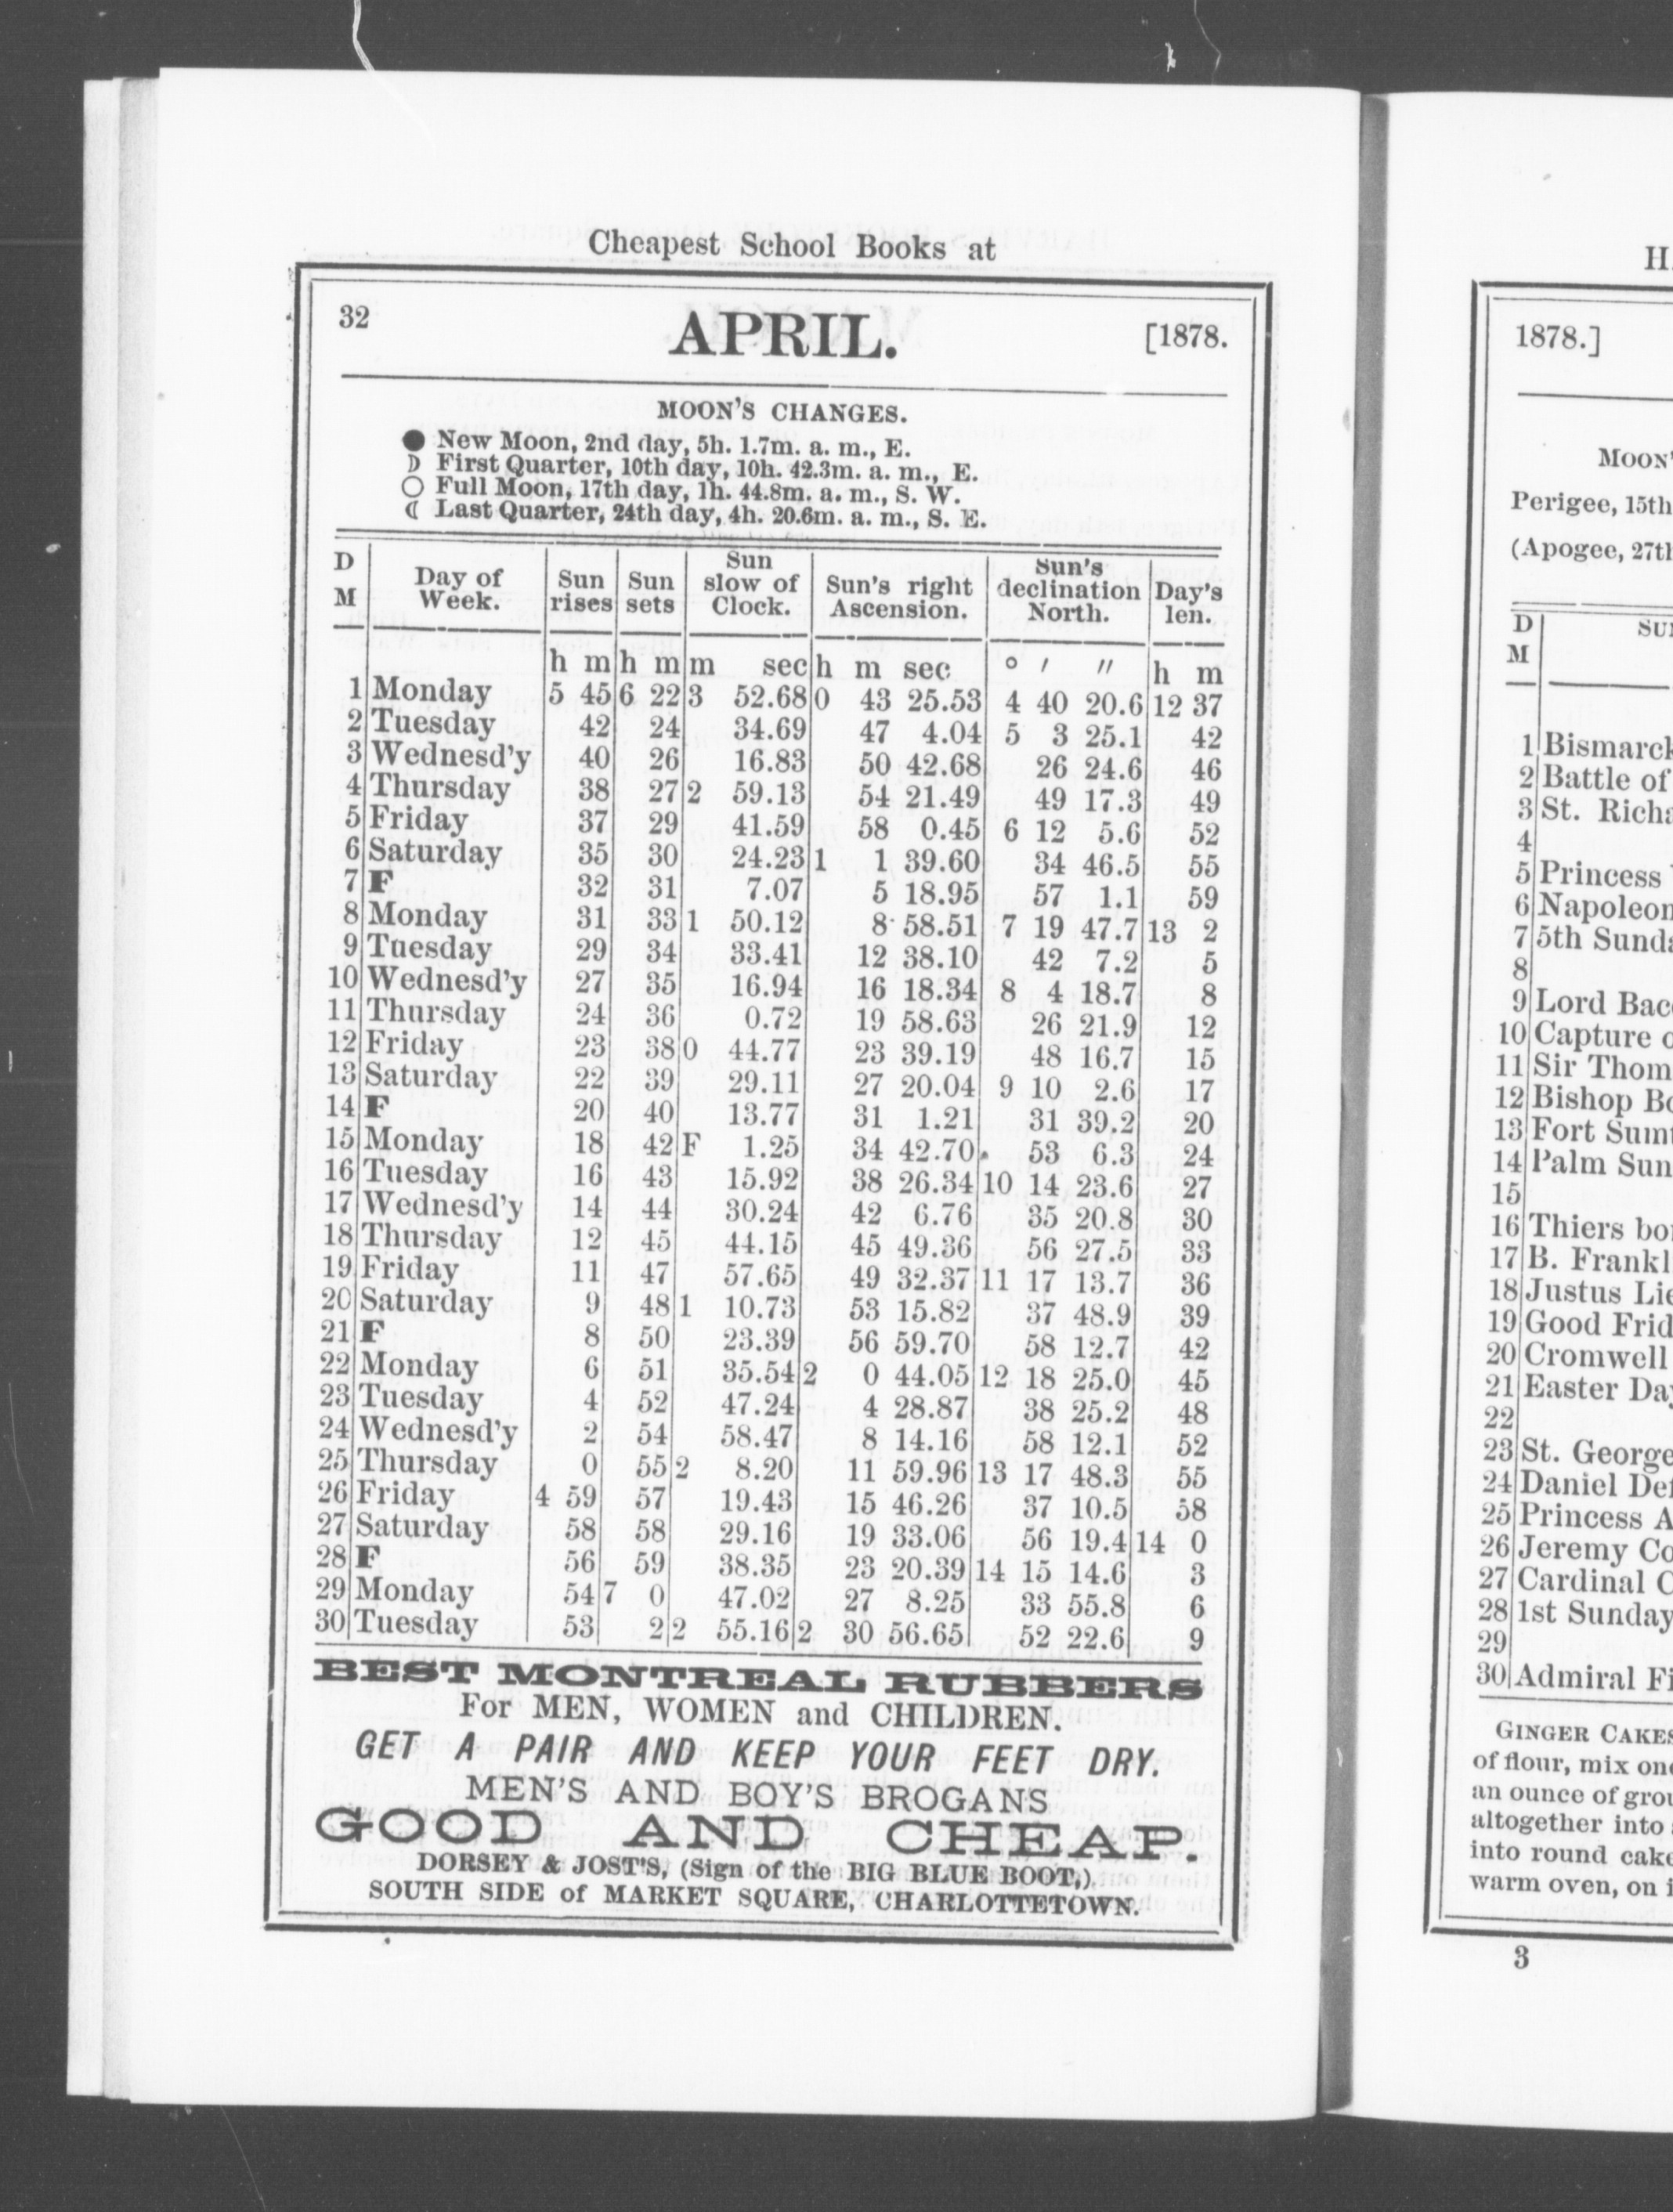 Cheapest School Books at
32 APRIL. [1878.
MOON'S CHANGES.
● New Moon, 2nd day, 5h. 1.7m. a. m., E.
☽ First Quarter, 10th day, 10h. 42.3m. a. m., E.
○ Full Moon, 17th day, 1h. 44.8m. a. m., S. W.
☾ Last Quarter, 24th day, 4h. 20.6m. a. m., S. E.
D M | Day of Week. | Sun rises | Sun sets | Sun slow of Clock. | Sun's right Ascension. | Sun's declination North. | Day's len.
h m | h m | m sec | h m sec | ° ′ ″ | h m
1 Monday 5 45 6 22 3 52.68 0 43 25.53 4 40 20.6 12 37
2 Tuesday 42 24 34.69 47 4.04 5 3 25.1 42
3 Wednesd'y 40 26 16.83 50 42.68 26 24.6 46
4 Thursday 38 27 2 59.13 54 21.49 49 17.3 49
5 Friday 37 29 41.59 58 0.45 6 12 5.6 52
6 Saturday 35 30 24.23 1 1 39.60 34 46.5 55
7 F 32 31 7.07 5 18.95 57 1.1 59
8 Monday 31 33 1 50.12 8 58.51 7 19 47.7 13 2
9 Tuesday 29 34 33.41 12 38.10 42 7.2 5
10 Wednesd'y 27 35 16.94 16 18.34 8 4 18.7 8
11 Thursday 24 36 0.72 19 58.63 26 21.9 12
12 Friday 23 38 0 44.77 23 39.19 48 16.7 15
13 Saturday 22 39 29.11 27 20.04 9 10 2.6 17
14 F 20 40 13.77 31 1.21 31 39.2 20
15 Monday 18 42 F 1.25 34 42.70 53 6.3 24
16 Tuesday 16 43 15.92 38 26.34 10 14 23.6 27
17 Wednesd'y 14 44 30.24 42 6.76 35 20.8 30
18 Thursday 12 45 44.15 45 49.36 56 27.5 33
19 Friday 11 47 57.65 49 32.37 11 17 13.7 36
20 Saturday 9 48 1 10.73 53 15.82 37 48.9 39
21 F 8 50 23.39 56 59.70 58 12.7 42
22 Monday 6 51 35.54 2 0 44.05 12 18 25.0 45
23 Tuesday 4 52 47.24 4 28.87 38 25.2 48
24 Wednesd'y 2 54 58.47 8 14.16 58 12.1 52
25 Thursday 0 55 2 8.20 11 59.96 13 17 48.3 55
26 Friday 4 59 57 19.43 15 46.26 37 10.5 58
27 Saturday 58 58 29.16 19 33.06 56 19.4 14 0
28 F 56 59 38.35 23 20.39 14 15 14.6 3
29 Monday 54 7 0 47.02 27 8.25 33 55.8 6
30 Tuesday 53 2 2 55.16 2 30 56.65 52 22.6 9
BEST MONTREAL RUBBERS
For MEN, WOMEN and CHILDREN.
GET A PAIR AND KEEP YOUR FEET DRY.
MEN'S AND BOY'S BROGANS
GOOD AND CHEAP.
DORSEY & JOST'S, (Sign of the BIG BLUE BOOT,)
SOUTH SIDE of MARKET SQUARE, CHARLOTTETOWN.
1878.]
MOON'
Perigee, 15th
(Apogee, 27th
D M
1 Bismarck
2 Battle of
3 St. Richa
4
5 Princess
6 Napoleon
7 5th Sunda
8
9 Lord Baco
10 Capture o
11 Sir Thom
12 Bishop Bo
13 Fort Sumt
14 Palm Sun
15
16 Thiers bor
17 B. Frankl
18 Justus Lie
19 Good Frid
20 Cromwell
21 Easter Day
22
23 St. George
24 Daniel Def
25 Princess A
26 Jeremy Co
27 Cardinal C
28 1st Sunday
29
30 Admiral Fi
GINGER CAKES
of flour, mix one
an ounce of grou
altogether into
into round cake
warm oven, on
3